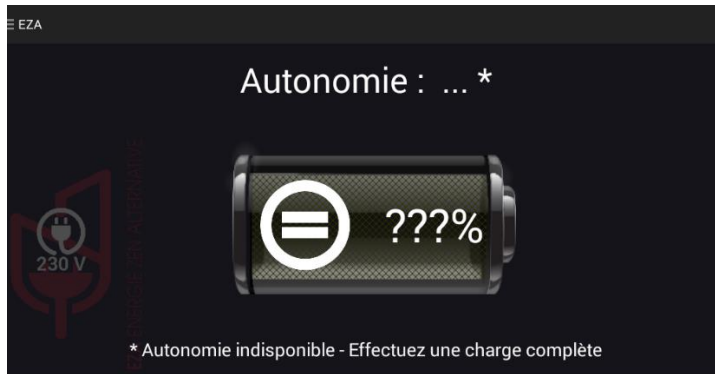 EZA
Autonomie : ... *
???%
230 V
* Autonomie indisponible - Effectuez une charge complète